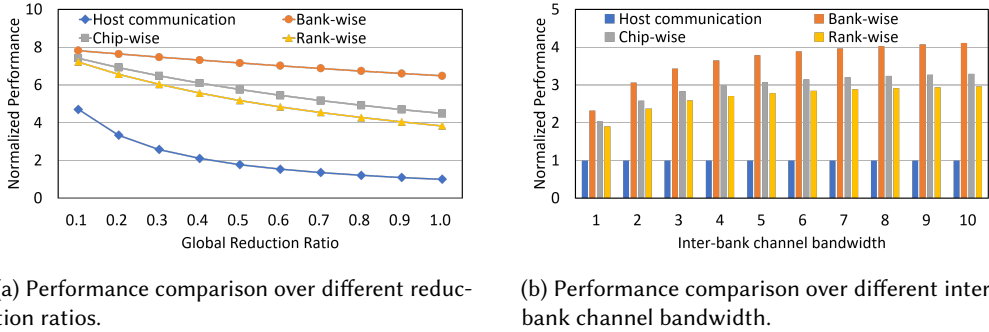 10
8
6
4
2
0
Normalized Performance
Host communication
Bank-wise
Chip-wise
Rank-wise
0.1 0.2 0.3 0.4 0.5 0.6 0.7 0.8 0.9 1.0
Global Reduction Ratio
5
4
3
2
1
0
Normalized Performance
Host communication
Bank-wise
Chip-wise
Rank-wise
1 2 3 4 5 6 7 8 9 10
Inter-bank channel bandwidth
(a) Performance comparison over different reduc-
tion ratios.
(b) Performance comparison over different inter-
bank channel bandwidth.